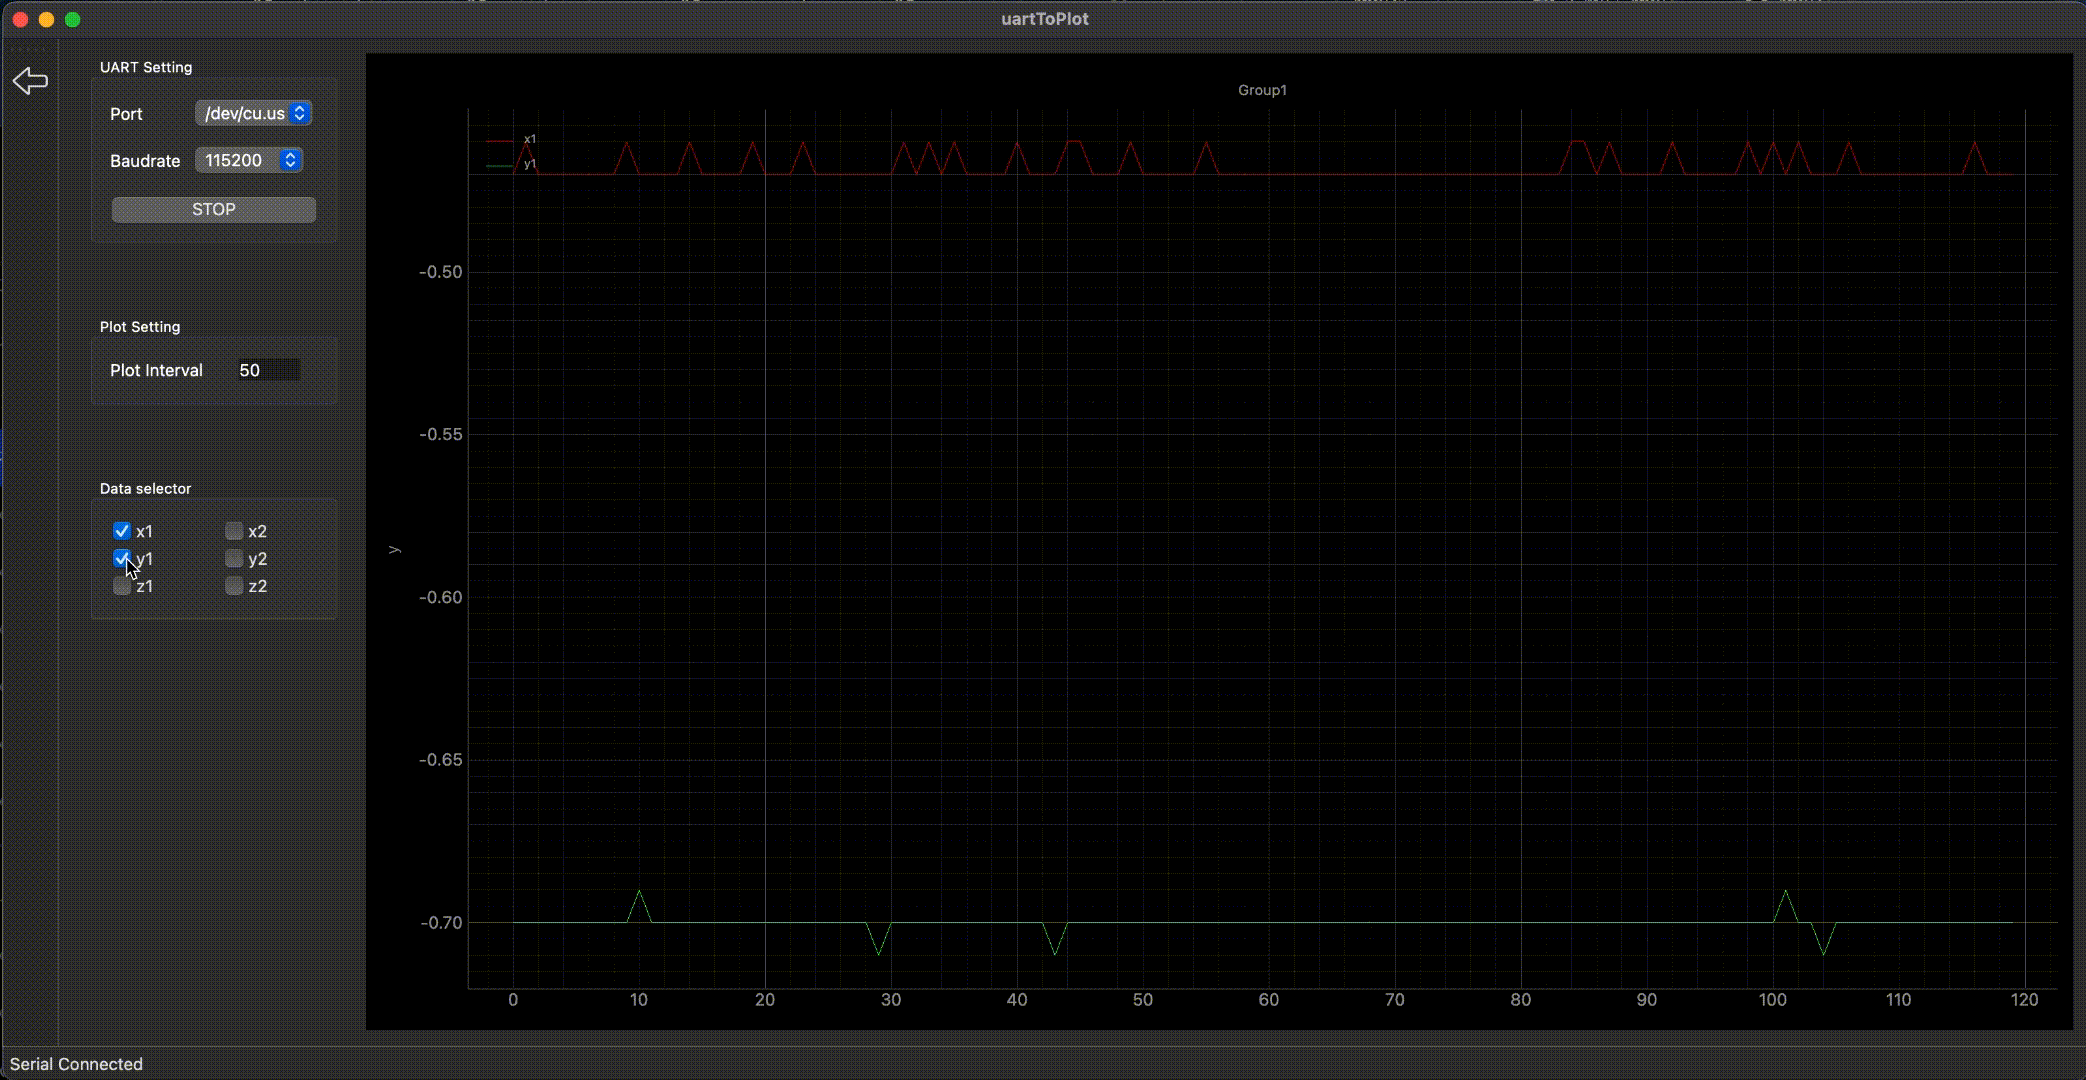 uartToPlot
UART Setting
Port /dev/cu.us
Baudrate 115200
STOP
Plot Setting
Plot Interval 50
Data selector
x1 x2
y1 y2
z1 z2
Group1
x1
y1
y
-0.50
-0.55
-0.60
-0.65
-0.70
0 10 20 30 40 50 60 70 80 90 100 110 120
Serial Connected